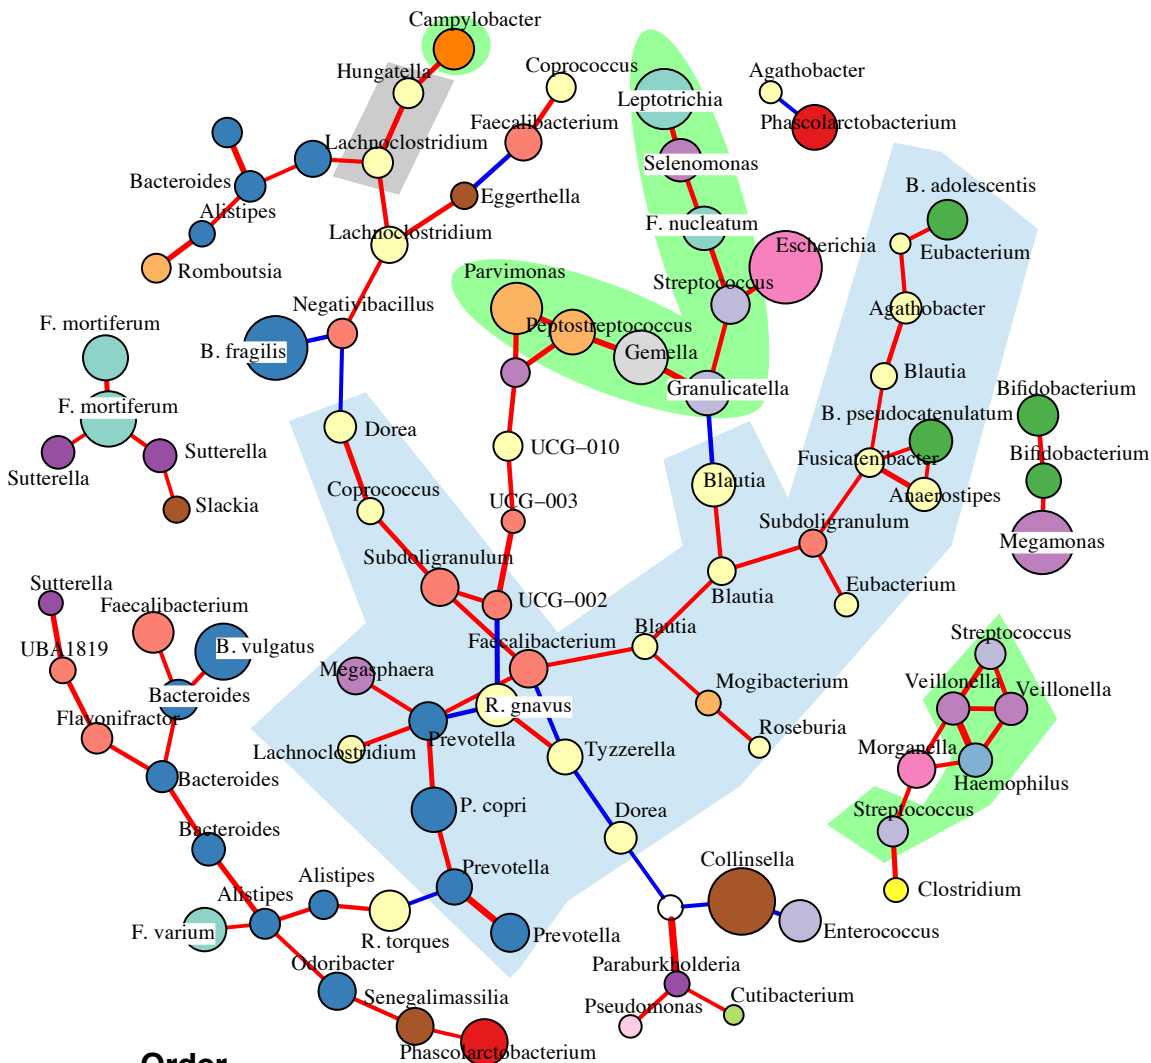 Campylobacter
Hungatella
Coprococcus
Agathobacter
Leptotrichia
Faecalibacterium
Phascolarctobacterium
Lachnoclostridium
Selenomonas
Bacteroides
B. adolescentis
Eggerthella
Alistipes
F. nucleatum
Lachnoclostridium
Escherichia
Eubacterium
Romboutsia
Parvimonas
Streptococcus
Negativibacillus
Agathobacter
F. mortiferum
Peptostreptococcus
B. fragilis
Gemella
Blautia
Granulicatella
Bifidobacterium
F. mortiferum
B. pseudocatenulatum
Dorea
UCG–010
Sutterella
Fusicatenibacter
Bifidobacterium
Sutterella
Blautia
Coprococcus
Anaerostipes
UCG–003
Slackia
Subdoligranulum
Megamonas
Subdoligranulum
Sutterella
Eubacterium
Faecalibacterium
UCG–002
Blautia
Blautia
Streptococcus
Faecalibacterium
UBA1819
B. vulgatus
Megasphaera
Mogibacterium
Veillonella
Veillonella
Bacteroides
R. gnavus
Flavonifractor
Roseburia
Prevotella
Lachnoclostridium
Tyzzerella
Morganella
Bacteroides
Haemophilus
P. copri
Dorea
Streptococcus
Bacteroides
Collinsella
Prevotella
Alistipes
Alistipes
Clostridium
F. varium
R. torques
Prevotella
Enterococcus
Odoribacter
Paraburkholderia
Senegalimassilia
Pseudomonas
Cutibacterium
Phascolarctobacterium
Order